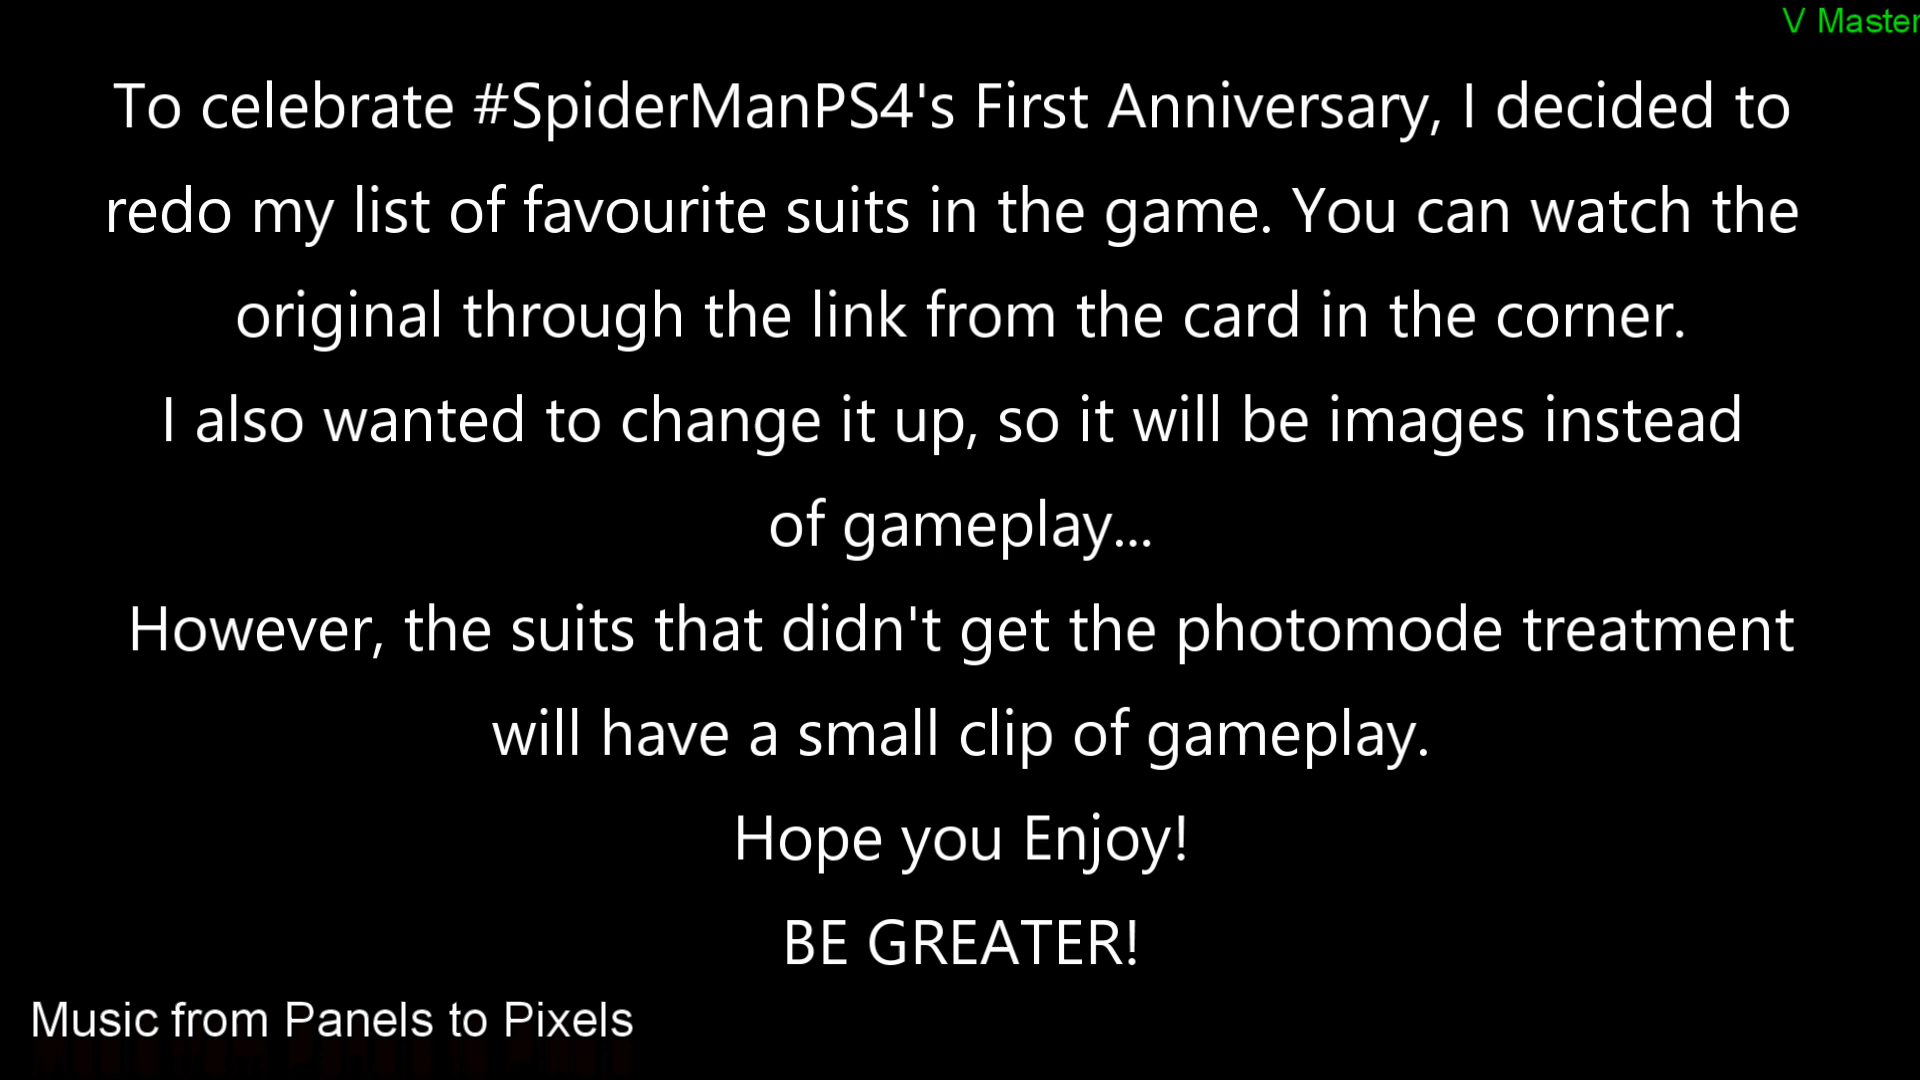 V Master
To celebrate #SpiderManPS4's First Anniversary, I decided to
redo my list of favourite suits in the game. You can watch the
original through the link from the card in the corner.
I also wanted to change it up, so it will be images instead
of gameplay...
However, the suits that didn't get the photomode treatment
will have a small clip of gameplay.
Hope you Enjoy!
BE GREATER!
Music from Panels to Pixels